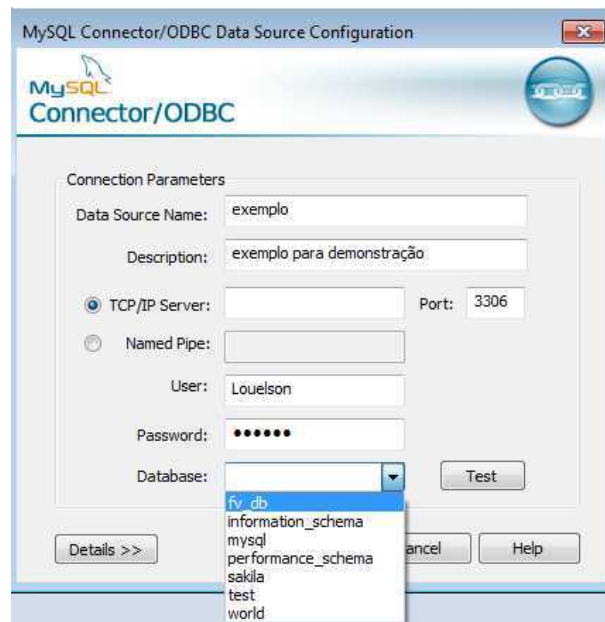 MySQL Connector/ODBC Data Source Configuration
MySQL
Connector/ODBC
Connection Parameters
Data Source Name: exemplo
Description: exemplo para demonstração
TCP/IP Server: Port: 3306
Named Pipe:
User: Louelson
Password: ••••••
Database: Test
fv_db
information_schema
mysql
performance_schema
sakila
test
world
Details >> ancel Help